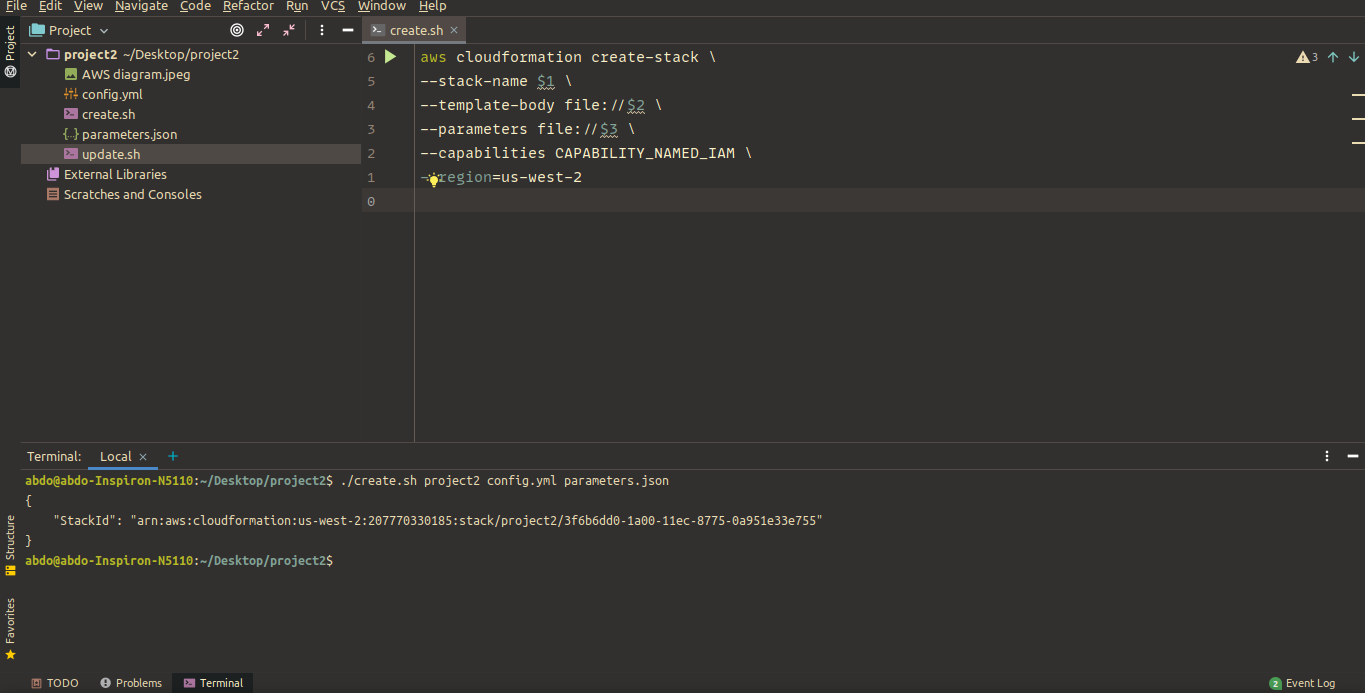 File Edit View Navigate Code Refactor Run VCS Window Help
Project
Project
create.sh
project2 ~/Desktop/project2
AWS diagram.jpeg
config.yml
create.sh
parameters.json
update.sh
External Libraries
Scratches and Consoles
6 aws cloudformation create-stack \
5 --stack-name $1 \
4 --template-body file://$2 \
3 --parameters file://$3 \
2 --capabilities CAPABILITY_NAMED_IAM \
1 --region=us-west-2
0
3
Terminal: Local +
abdo@abdo-Inspiron-N5110:~/Desktop/project2$ ./create.sh project2 config.yml parameters.json
{
"StackId": "arn:aws:cloudformation:us-west-2:207770330185:stack/project2/3f6b6dd0-1a00-11ec-8775-0a951e33e755"
}
abdo@abdo-Inspiron-N5110:~/Desktop/project2$
Structure
Favorites
TODO Problems Terminal
2 Event Log